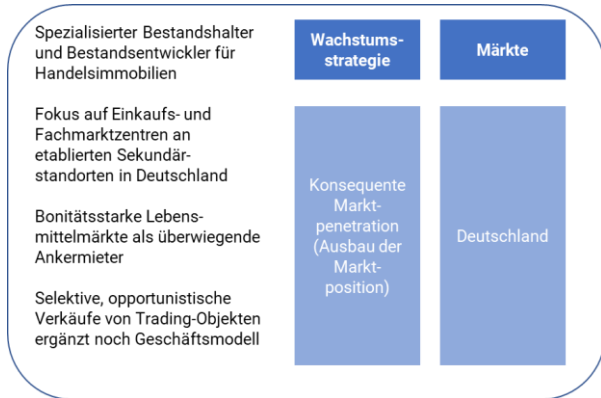 Spezialisierter Bestandshalter
und Bestandsentwickler für
Handelsimmobilien
Fokus auf Einkaufs- und
Fachmarktzentren an
etablierten Sekundär-
standorten in Deutschland
Bonitätsstarke Lebens-
mittelmärkte als überwiegende
Ankermieter
Selektive, opportunistische
Verkäufe von Trading-Objekten
ergänzt noch Geschäftsmodell
Wachstums-
strategie
Konsequente
Markt-
penetration
(Ausbau der
Markt-
position)
Märkte
Deutschland